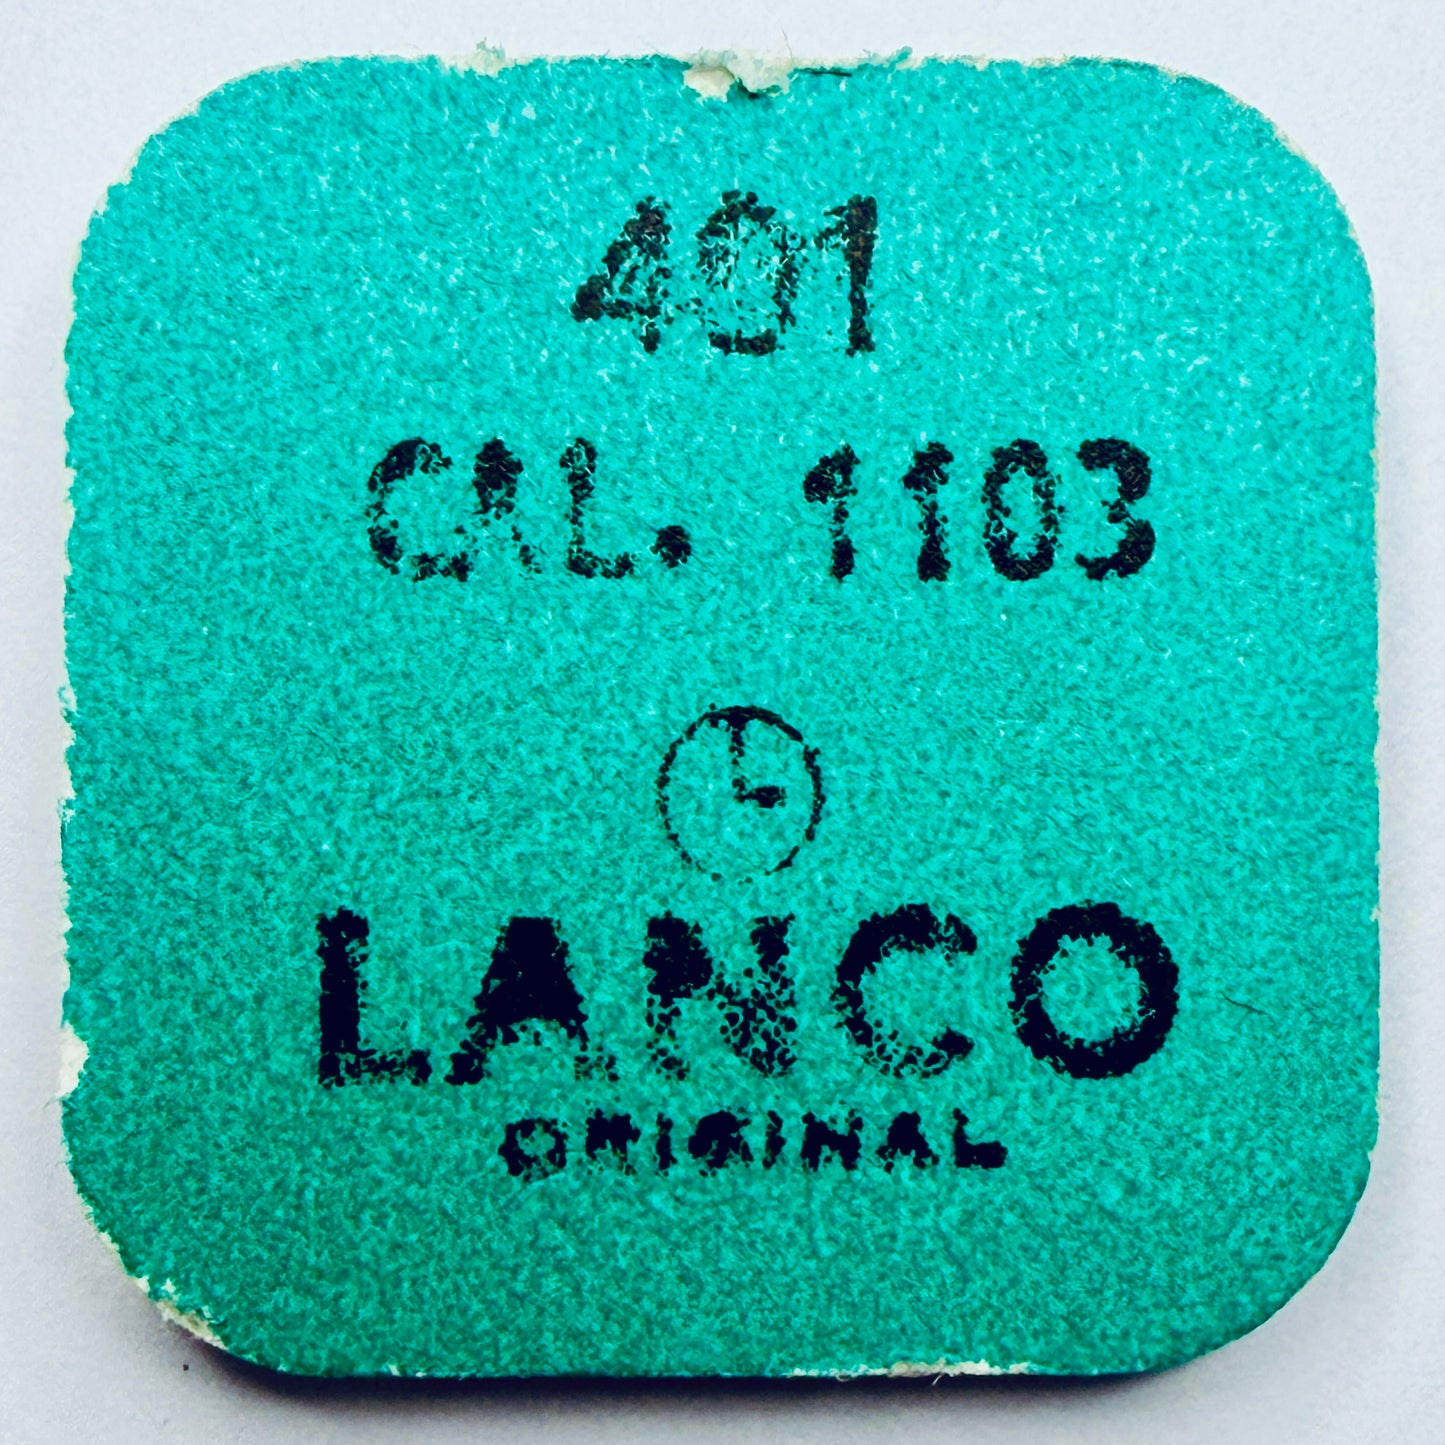 401
CAL. 1103
LANCO
ORIGINAL